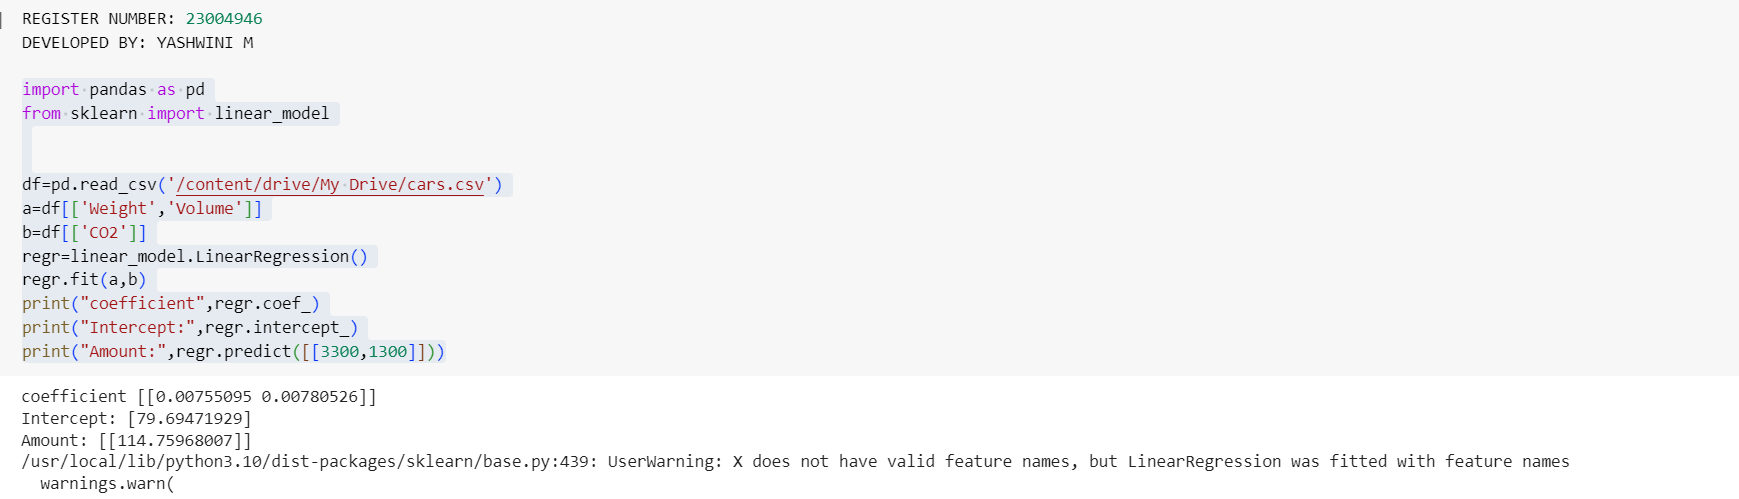 REGISTER NUMBER: 23004946
DEVELOPED BY: YASHWINI M
import pandas as pd
from sklearn import linear_model
df=pd.read_csv('/content/drive/My Drive/cars.csv')
a=df[['Weight','Volume']]
b=df[['CO2']]
regr=linear_model.LinearRegression()
regr.fit(a,b)
print("coefficient",regr.coef_)
print("Intercept:",regr.intercept_)
print("Amount:",regr.predict([[3300,1300]]))
coefficient [[0.00755095 0.00780526]]
Intercept: [79.69471929]
Amount: [[114.75968007]]
/usr/local/lib/python3.10/dist-packages/sklearn/base.py:439: UserWarning: X does not have valid feature names, but LinearRegression was fitted with feature names
  warnings.warn(